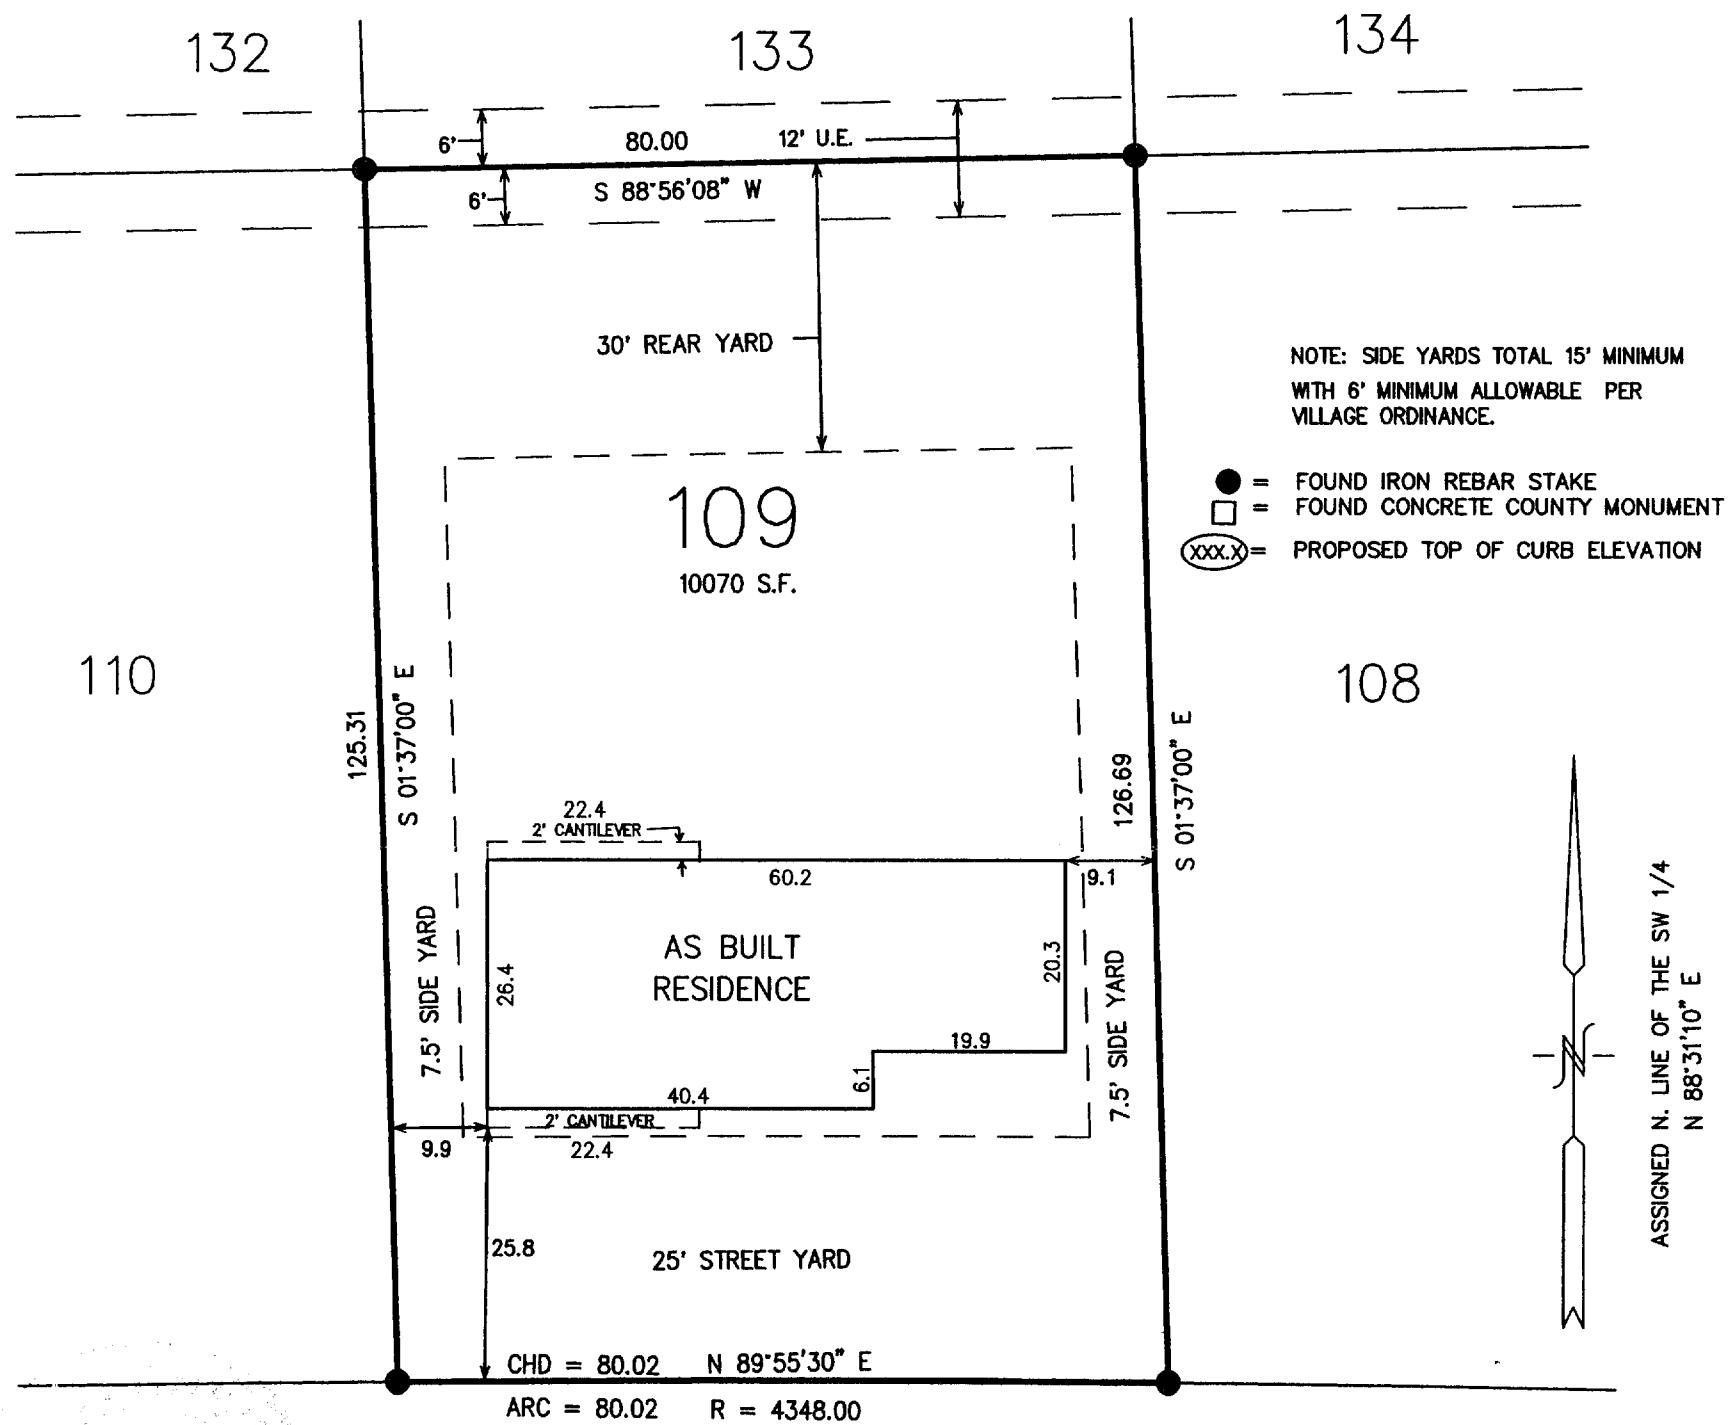 132
133
134
6'
80.00
12' U.E.
6'
S 88°56'08" W
30' REAR YARD
NOTE: SIDE YARDS TOTAL 15' MINIMUM
WITH 6' MINIMUM ALLOWABLE PER
VILLAGE ORDINANCE.
109
10070 S.F.
= FOUND IRON REBAR STAKE
= FOUND CONCRETE COUNTY MONUMENT
XXX.X = PROPOSED TOP OF CURB ELEVATION
110
108
125.31
S 01°37'00" E
126.69
S 01°37'00" E
22.4
2' CANTILEVER
60.2
9.1
AS BUILT
RESIDENCE
26.4
20.3
7.5' SIDE YARD
7.5' SIDE YARD
19.9
6.1
40.4
2' CANTILEVER
9.9
22.4
25.8
25' STREET YARD
N
ASSIGNED N. LINE OF THE SW 1/4
N 88°31'10" E
CHD = 80.02 N 89°55'30" E
ARC = 80.02 R = 4348.00